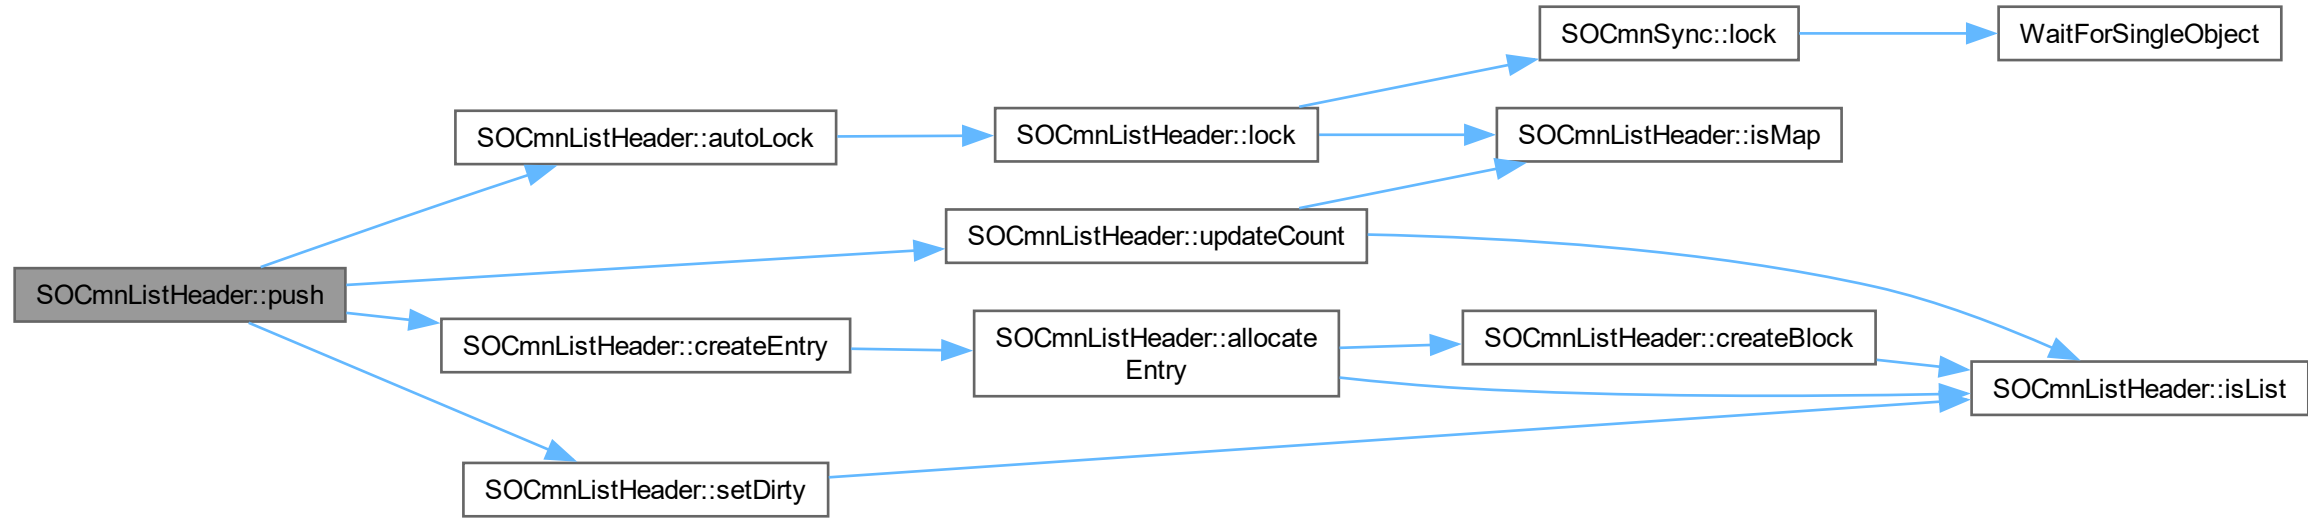 SOCmnListHeader::push
SOCmnListHeader::autoLock
SOCmnListHeader::lock
SOCmnSync::lock
WaitForSingleObject
SOCmnListHeader::isMap
SOCmnListHeader::updateCount
SOCmnListHeader::createEntry
SOCmnListHeader::allocate
Entry
SOCmnListHeader::createBlock
SOCmnListHeader::isList
SOCmnListHeader::setDirty